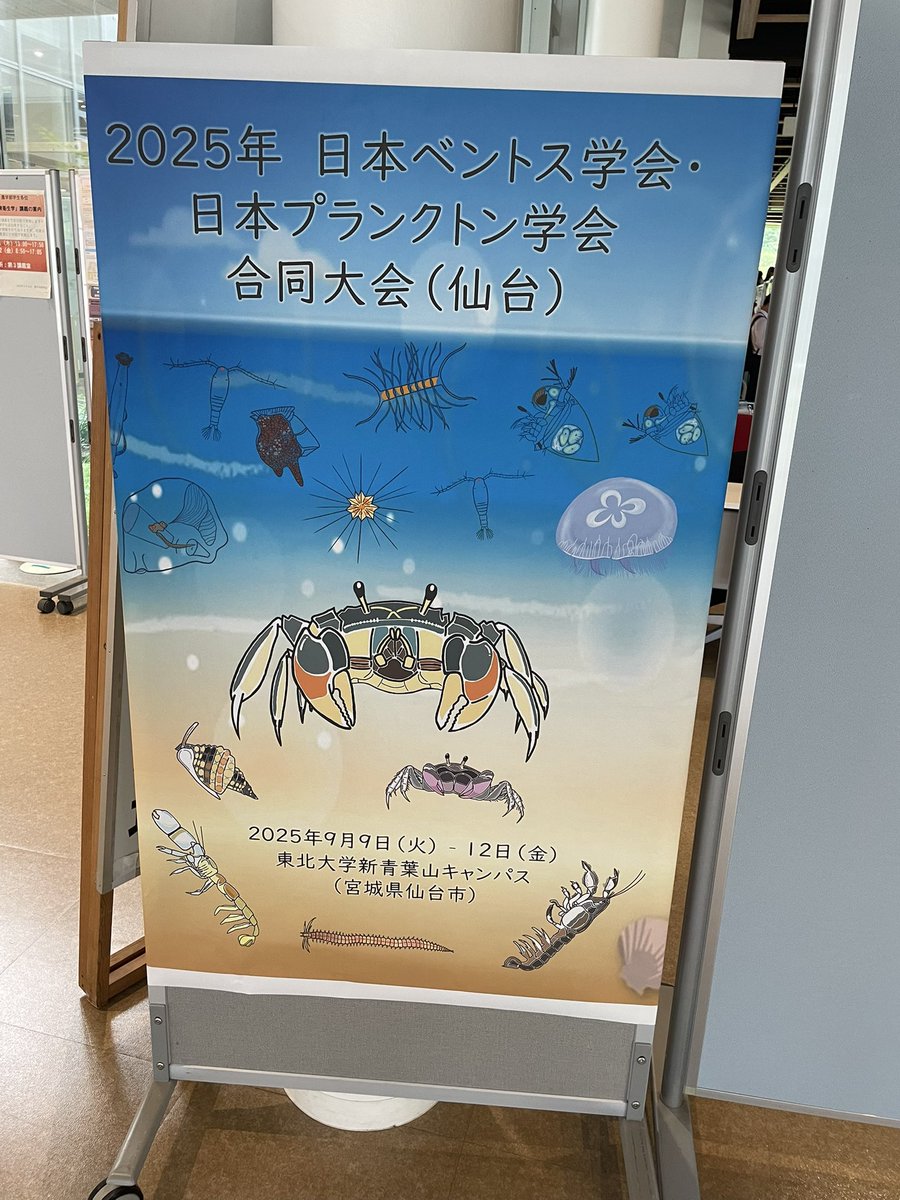 2025年 日本ベントス学会・
日本プランクトン学会
合同大会（仙台）
2025年9月9日（火） - 12日（金）
東北大学新青葉山キャンパス
（宮城県仙台市）